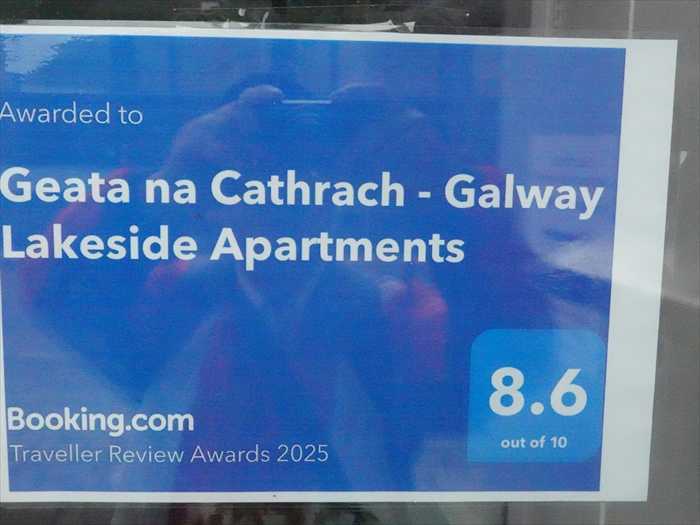 Awarded to
Geata na Cathrach - Galway
Lakeside Apartments
8.6
out of 10
Booking.com
Traveller Review Awards 2025